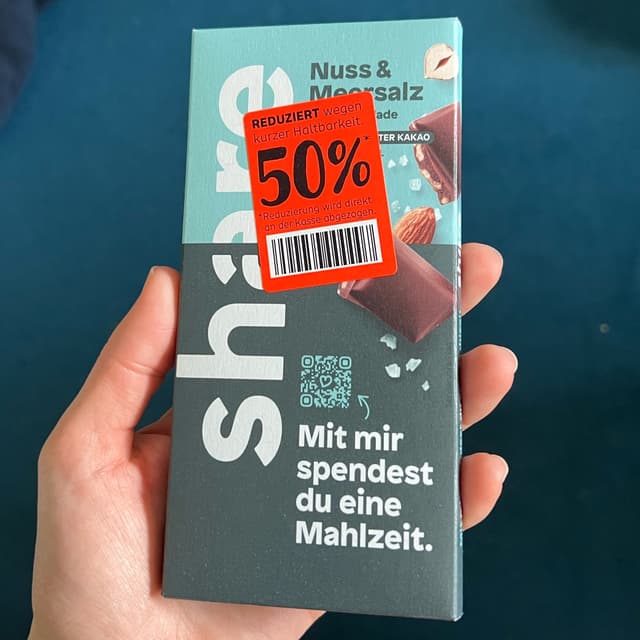 share
Nuss &
Meersalz
REDUZIERT wegen
kurzer Haltbarkeit.
50%*
*Reduzierung wird direkt
an der Kasse abgezogen.
KAKAO
Mit mir
spendest
du eine
Mahlzeit.